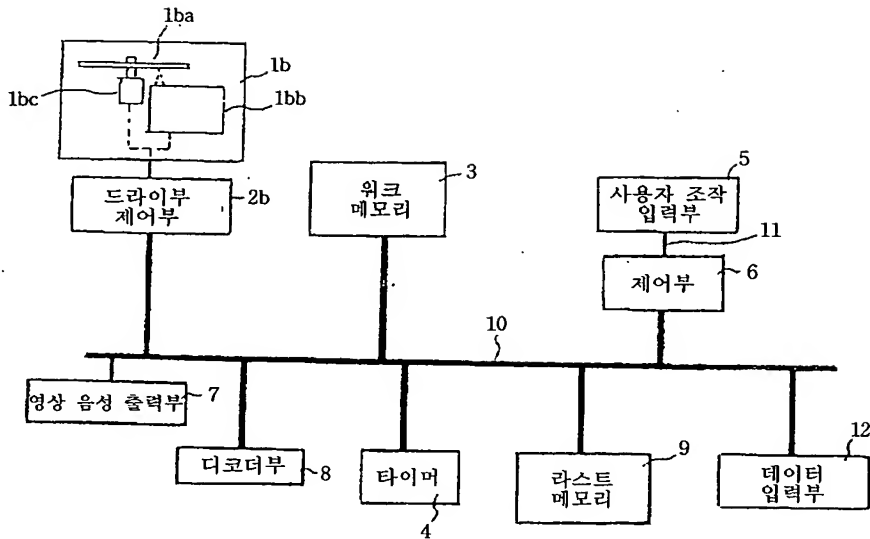 1ba
1b
1bc
1bb
드라이부
제어부
2b
워크
메모리
3
5
사용자 조작
입력부
11
제어부
6
10
영상 음성 출력부
7
디코더부
8
타이머
4
라스트
메모리
9
데이터
입력부
12